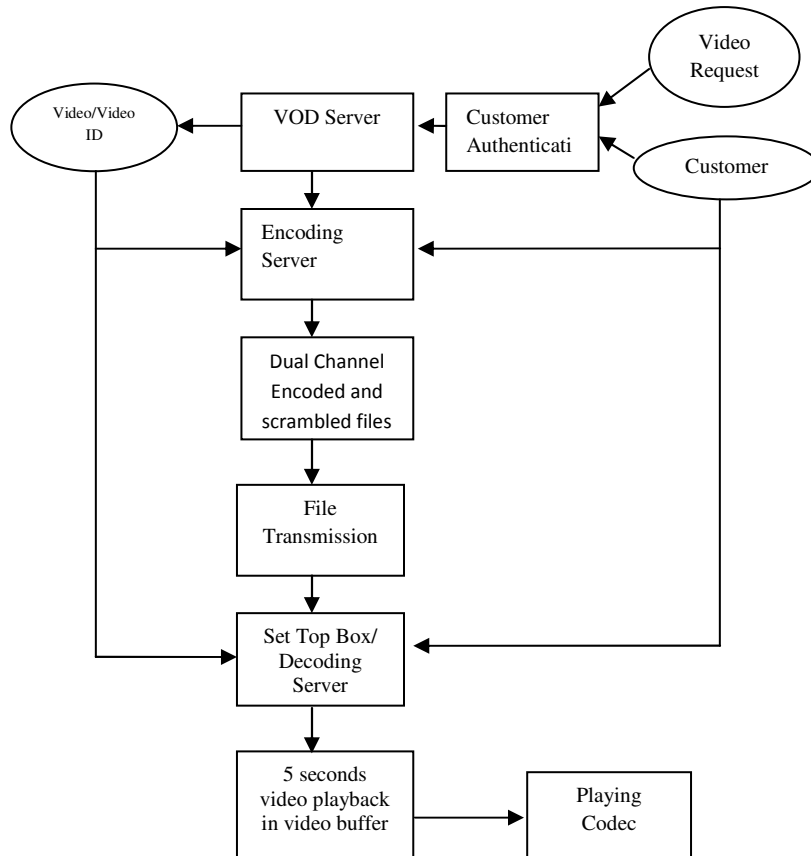 Video
Request
Video/Video
ID
VOD Server
Customer
Authenticati
Customer
Encoding
Server
Dual Channel
Encoded and
scrambled files
File
Transmission
Set Top Box/
Decoding
Server
5 seconds
video playback
in video buffer
Playing
Codec